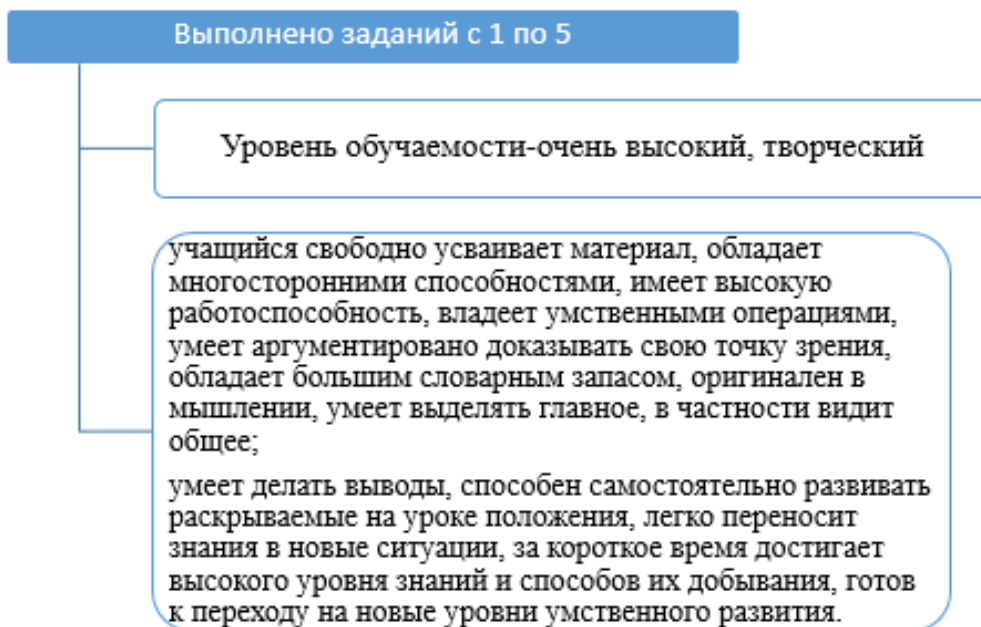 Выполнено заданий с 1 по 5
Уровень обучаемости-очень высокий, творческий
учащийся свободно усваивает материал, обладает
многосторонними способностями, имеет высокую
работоспособность, владеет умственными операциями,
умеет аргументировано доказывать свою точку зрения,
обладает большим словарным запасом, оригинален в
мышлении, умеет выделять главное, в частности видит
общее;
умеет делать выводы, способен самостоятельно развивать
раскрываемые на уроке положения, легко переносит
знания в новые ситуации, за короткое время достигает
высокого уровня знаний и способов их добывания, готов
к переходу на новые уровни умственного развития.